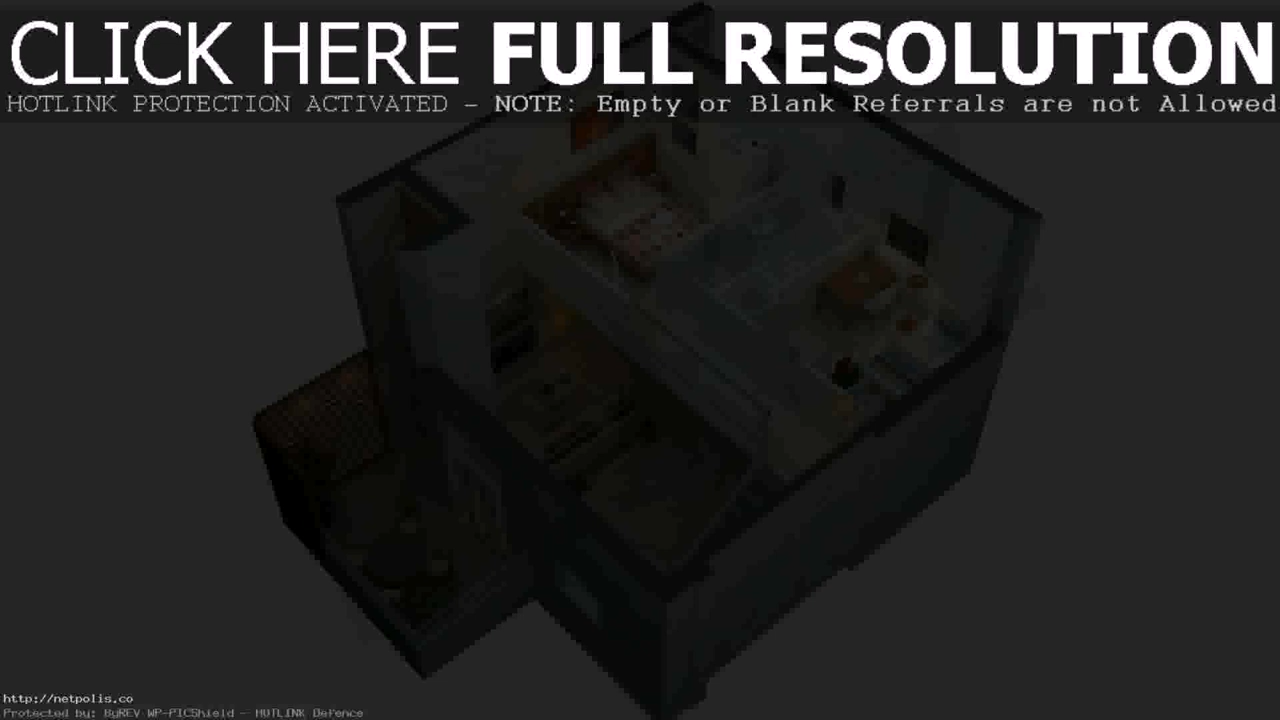 CLICK HERE FULL RESOLUTION
HOTLINK PROTECTION ACTIVATED – NOTE: Empty or Blank Referrals are not Allowed
http://netpolis.co
Protected by: ByREV WP-PICShield – HOTLINK Defence